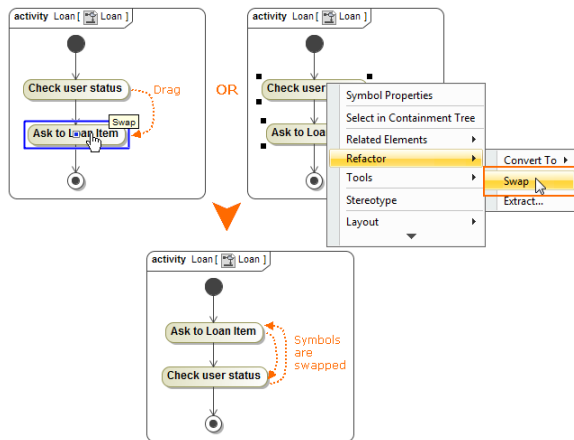 activity Loan [ Loan ]
Check user status
Drag
Swap
Ask to Loan Item
OR
activity Loan [ Loan ]
Check u
Ask to Loa
Symbol Properties
Select in Containment Tree
Related Elements
Refactor
Tools
Stereotype
Layout
Convert To
Swap
Extract...
activity Loan [ Loan ]
Ask to Loan Item
Check user status
Symbols
are
swapped